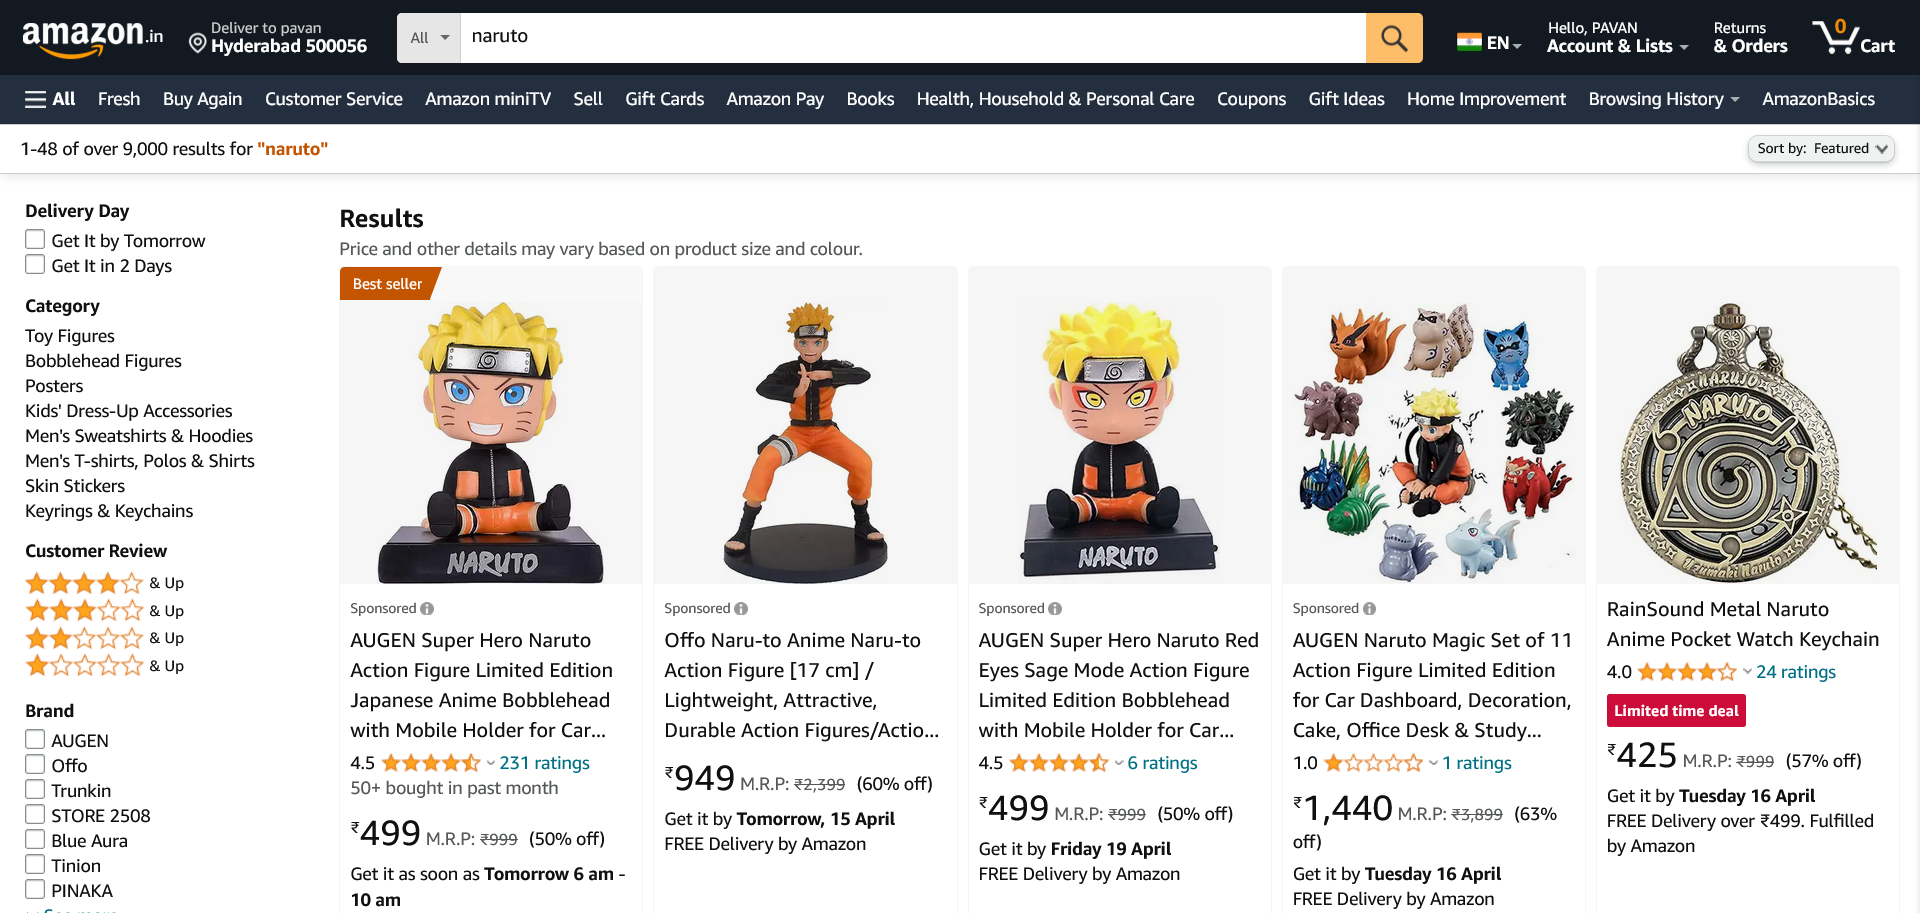 amazon.in
Deliver to pavan
Hyderabad 500056
All
naruto
EN
Hello, PAVAN
Account & Lists
Returns
& Orders
0
Cart
All
Fresh
Buy Again
Customer Service
Amazon miniTV
Sell
Gift Cards
Amazon Pay
Books
Health, Household & Personal Care
Coupons
Gift Ideas
Home Improvement
Browsing History
AmazonBasics
1-48 of over 9,000 results for "naruto"
Sort by: Featured
Delivery Day
Get It by Tomorrow
Get It in 2 Days
Category
Toy Figures
Bobblehead Figures
Posters
Kids' Dress-Up Accessories
Men's Sweatshirts & Hoodies
Men's T-shirts, Polos & Shirts
Skin Stickers
Keyrings & Keychains
Customer Review
& Up
& Up
& Up
& Up
Brand
AUGEN
Offo
Trunkin
STORE 2508
Blue Aura
Tinion
PINAKA
Results
Price and other details may vary based on product size and colour.
Best seller
NARUTO
Sponsored
AUGEN Super Hero Naruto
Action Figure Limited Edition
Japanese Anime Bobblehead
with Mobile Holder for Car...
4.5 231 ratings
50+ bought in past month
₹499 M.R.P: ₹999 (50% off)
Get it as soon as Tomorrow 6 am -
10 am
Sponsored
Offo Naru-to Anime Naru-to
Action Figure [17 cm] /
Lightweight, Attractive,
Durable Action Figures/Actio...
₹949 M.R.P: ₹2,399 (60% off)
Get it by Tomorrow, 15 April
FREE Delivery by Amazon
NARUTO
Sponsored
AUGEN Super Hero Naruto Red
Eyes Sage Mode Action Figure
Limited Edition Bobblehead
with Mobile Holder for Car...
4.5 6 ratings
₹499 M.R.P: ₹999 (50% off)
Get it by Friday 19 April
FREE Delivery by Amazon
Sponsored
AUGEN Naruto Magic Set of 11
Action Figure Limited Edition
for Car Dashboard, Decoration,
Cake, Office Desk & Study...
1.0 1 ratings
₹1,440 M.R.P: ₹3,899 (63%
off)
Get it by Tuesday 16 April
FREE Delivery by Amazon
NARUTO
Uzumaki Naruto
RainSound Metal Naruto
Anime Pocket Watch Keychain
4.0 24 ratings
Limited time deal
₹425 M.R.P: ₹999 (57% off)
Get it by Tuesday 16 April
FREE Delivery over ₹499. Fulfilled
by Amazon